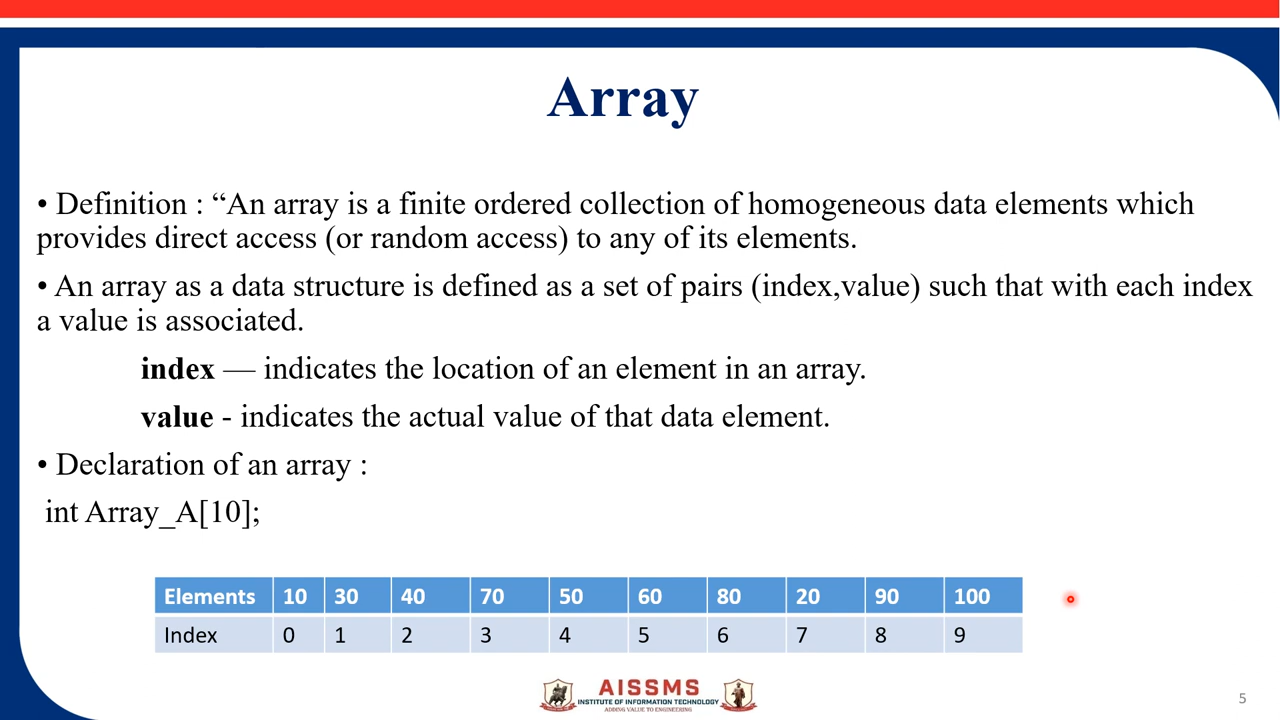 Array
• Definition : “An array is a finite ordered collection of homogeneous data elements which
provides direct access (or random access) to any of its elements.
• An array as a data structure is defined as a set of pairs (index,value) such that with each index
a value is associated.
index — indicates the location of an element in an array.
value - indicates the actual value of that data element.
• Declaration of an array :
int Array_A[10];
Elements 10 30 40 70 50 60 80 20 90 100
Index 0 1 2 3 4 5 6 7 8 9
AISSMS
INSTITUTE OF INFORMATION TECHNOLOGY
ADDING VALUE TO ENGINEERING
5